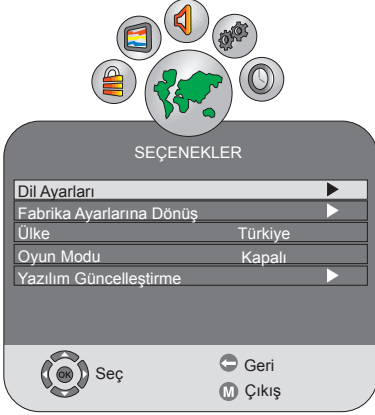 SEÇENEKLER
Dil Ayarları
Fabrika Ayarlarına Dönüş
Ülke Türkiye
Oyun Modu Kapalı
Yazılım Güncelleştirme
OK Seç
Geri
M Çıkış